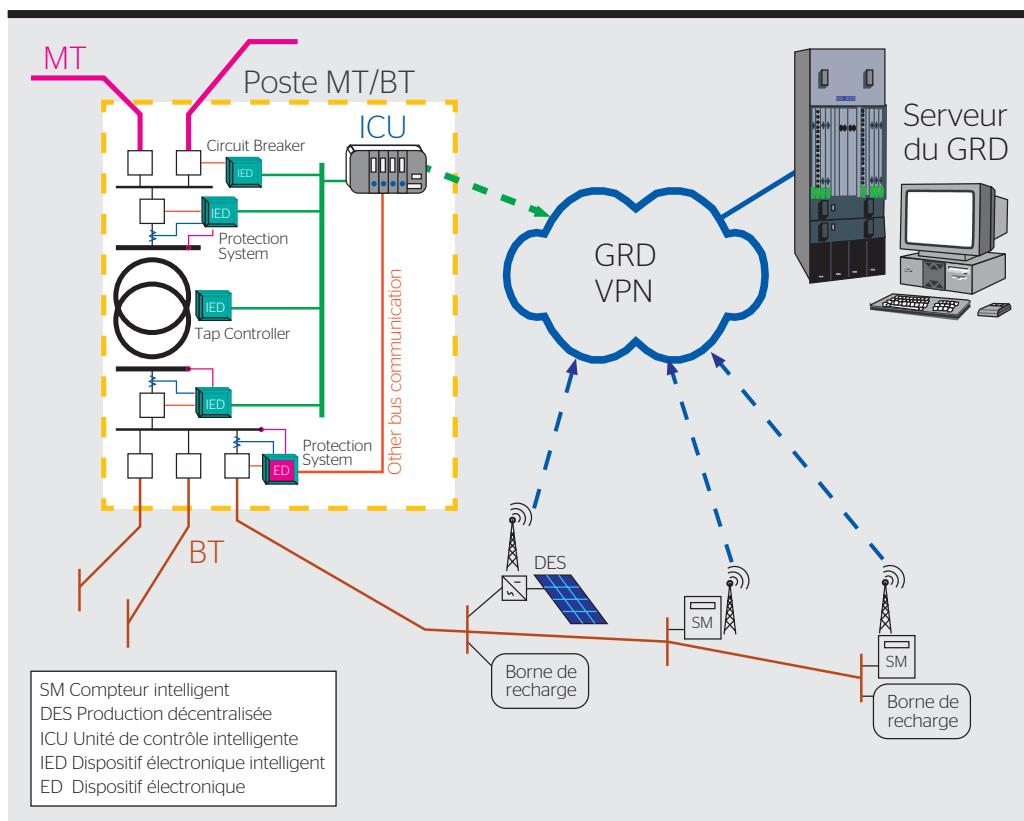 MT
Poste MT/BT
ICU
Circuit Breaker
IED
IED
Protection
System
IED
Tap Controller
IED
Protection
System
ED
Other bus communication
BT
GRD
VPN
Serveur
du GRD
DES
SM
SM
Borne de
recharge
Borne de
recharge
SM Compteur intelligent
DES Production décentralisée
ICU Unité de contrôle intelligente
IED Dispositif électronique intelligent
ED Dispositif électronique